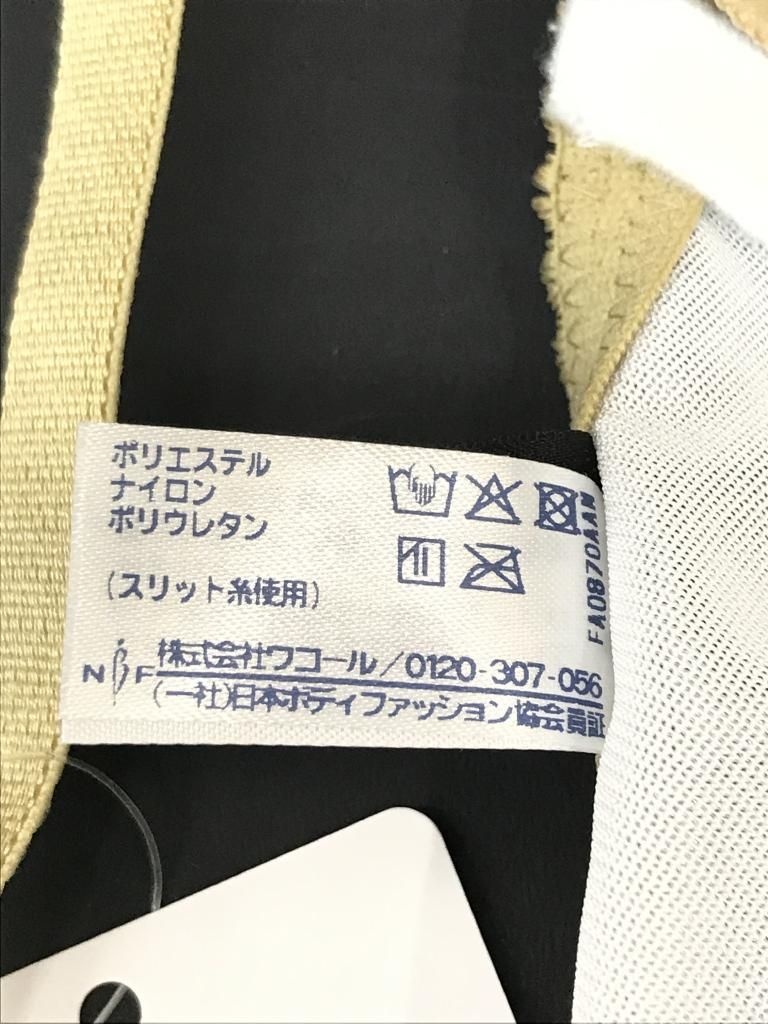 ポリエステル
ナイロン
ポリウレタン
(スリット糸使用)
FA0870AAM
NBF
株式会社ワコール/0120-307-056
(一社)日本ボディファッション協会賛証